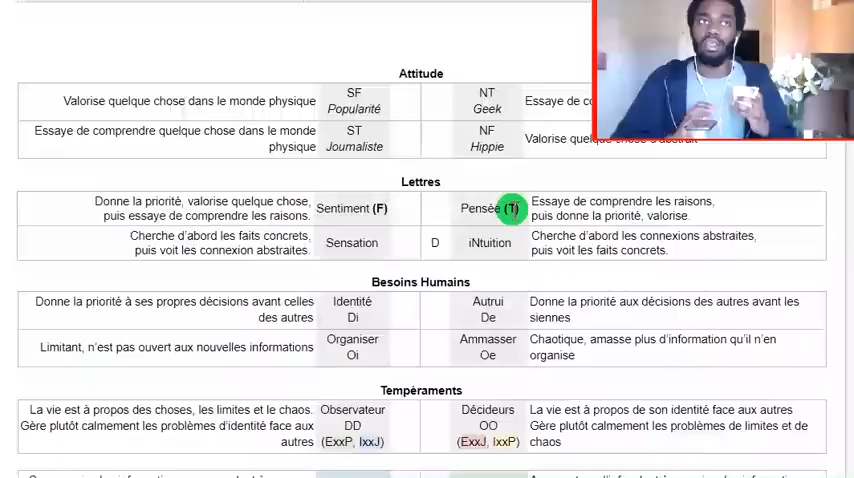 Attitude
Valorise quelque chose dans le monde physique
SF
Popularité
NT
Geek
Essaye de
Essaye de comprendre quelque chose dans le monde
physique
ST
Journaliste
NF
Hippie
Valorise quelque chose d'abstrait
Lettres
Donne la priorité, valorise quelque chose,
puis essaye de comprendre les raisons.
Sentiment (F)
Pensée (T)
Essaye de comprendre les raisons,
puis donne la priorité, valorise.
Cherche d'abord les faits concrets,
puis voit les connexion abstraites.
Sensation
D
iNtuition
Cherche d'abord les connexions abstraites,
puis voit les faits concrets.
Besoins Humains
Donne la priorité à ses propres décisions avant celles
des autres
Identité
Di
Autrui
De
Donne la priorité aux décisions des autres avant les
siennes
Limitant, n'est pas ouvert aux nouvelles informations
Organiser
Oi
Ammasser
Oe
Chaotique, amasse plus d'information qu'il n'en
organise
Tempéraments
La vie est à propos des choses, les limites et le chaos.
Gère plutôt calmement les problèmes d'identité face aux
autres
Observateur
DD
(ExxP, IxxJ)
Décideurs
OO
(ExxJ, IxxP)
La vie est à propos de son identité face aux autres
Gère plutôt calmement les problèmes de limites et de
chaos